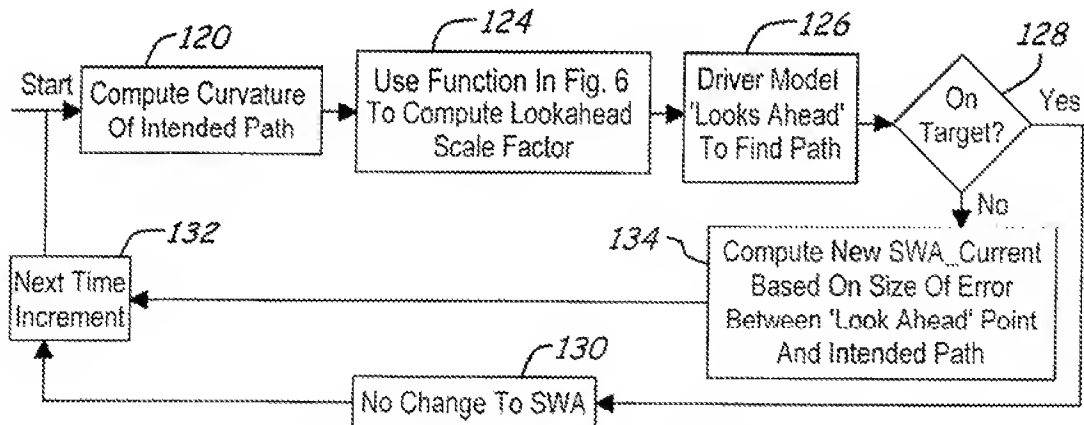 120
Start
Compute Curvature
Of Intended Path
124
Use Function In Fig. 6
To Compute Lookahead
Scale Factor
126
Driver Model
'Looks Ahead'
To Find Path
128
On
Target?
Yes
No
132
Next Time
Increment
134
Compute New SWA_Current
Based On Size Of Error
Between 'Look Ahead' Point
And Intended Path
130
No Change To SWA